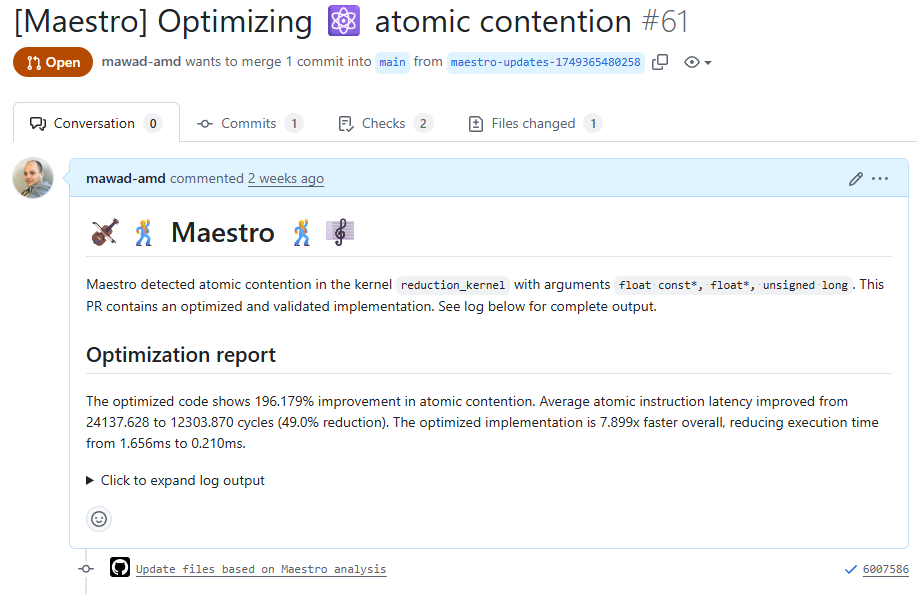 [Maestro] Optimizing ⚛️ atomic contention #61
Open mawad-amd wants to merge 1 commit into main from maestro-updates-1749365480258
Conversation 0 Commits 1 Checks 2 Files changed 1
mawad-amd commented 2 weeks ago
🎻 🕺 Maestro 🕺 🎼
Maestro detected atomic contention in the kernel reduction_kernel with arguments float const*, float*, unsigned long. This
PR contains an optimized and validated implementation. See log below for complete output.
Optimization report
The optimized code shows 196.179% improvement in atomic contention. Average atomic instruction latency improved from
24137.628 to 12303.870 cycles (49.0% reduction). The optimized implementation is 7.899x faster overall, reducing execution time
from 1.656ms to 0.210ms.
Click to expand log output
Update files based on Maestro analysis 6007586